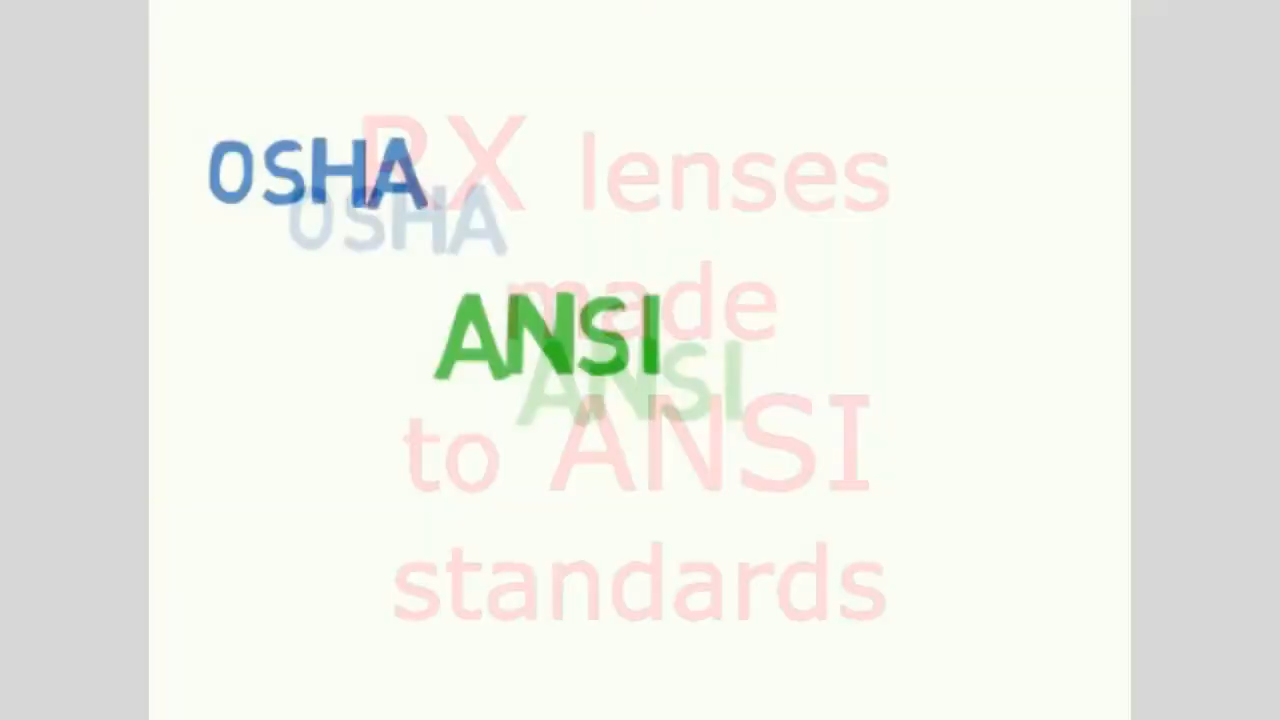 OSHA
RX lenses
OSHA
made
ANSI
ANSI
to ANSI
standards